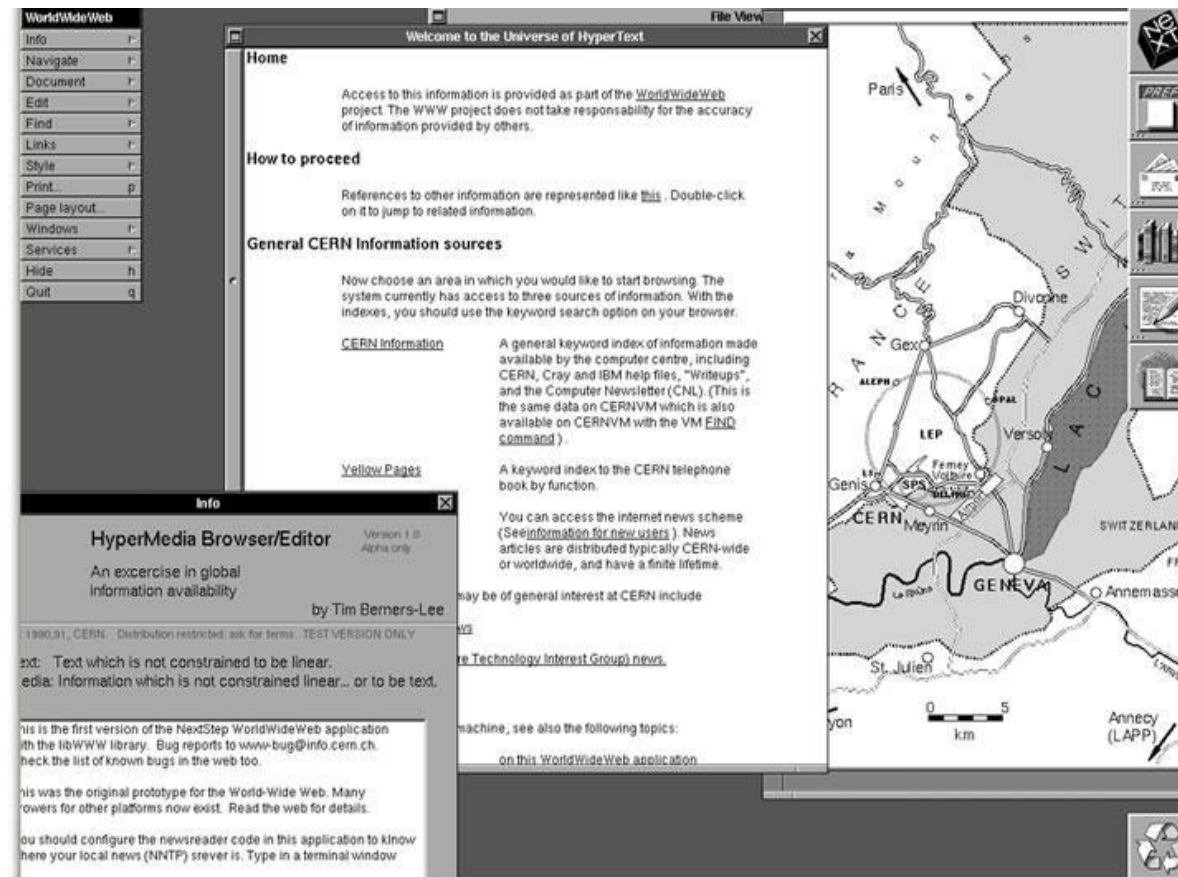 WorldWideWeb
Info
Navigate
Document
Edit
Find
Links
Style
Print... p
Page layout...
Windows
Services
Hide h
Quit q
File View
Welcome to the Universe of HyperText
Home
Access to this information is provided as part of the WorldWideWeb
project. The WWW project does not take responsability for the accuracy
of information provided by others.
How to proceed
References to other information are represented like this . Double-click
on it to jump to related information.
General CERN Information sources
Now choose an area in which you would like to start browsing. The
system currently has access to three sources of information. With the
indexes, you should use the keyword search option on your browser.
CERN Information
A general keyword index of information made
available by the computer centre, including
CERN, Cray and IBM help files, "Writeups",
and the Computer Newsletter (CNL). (This is
the same data on CERNVM which is also
available on CERNVM with the VM FIND
command ) .
Yellow Pages
A keyword index to the CERN telephone
book by function.
You can access the internet news scheme
(See information for new users ). News
articles are distributed typically CERN-wide
or worldwide, and have a finite lifetime.
may be of general interest at CERN include
re Technology Interest Group) news.
machine, see also the following topics:
on this WorldWideWeb application
Info
HyperMedia Browser/Editor
Version 1.0
Alpha only
An excercise in global
information availability
by Tim Berners-Lee
1990,91, CERN. Distribution restricted: ask for terms. TEST VERSION ONLY
ext: Text which is not constrained to be linear.
edia: Information which is not constrained linear... or to be text.
his is the first version of the NextStep WorldWideWeb application
ith the libWWW library. Bug reports to www-bug@info.cern.ch.
heck the list of known bugs in the web too.
his was the original prototype for the World-Wide Web. Many
rowers for other platforms now exist. Read the web for details.
ou should configure the newsreader code in this application to klnow
here your local news (NNTP) srever is. Type in a terminal window
Paris
FRANCE
SWIT
Divonne
Gex
ALEPH
OPAL
LEP
LAC
Versoix
Ferney
Voltaire
L3
Genis
SPS
DELPHI
Airport
CERN
Meyrin
SWITZERLAN
GENEVA
Le Rhône
Annemasse
St. Julien
0 5
km
yon
Annecy
(LAPP)
NeXT
PREF